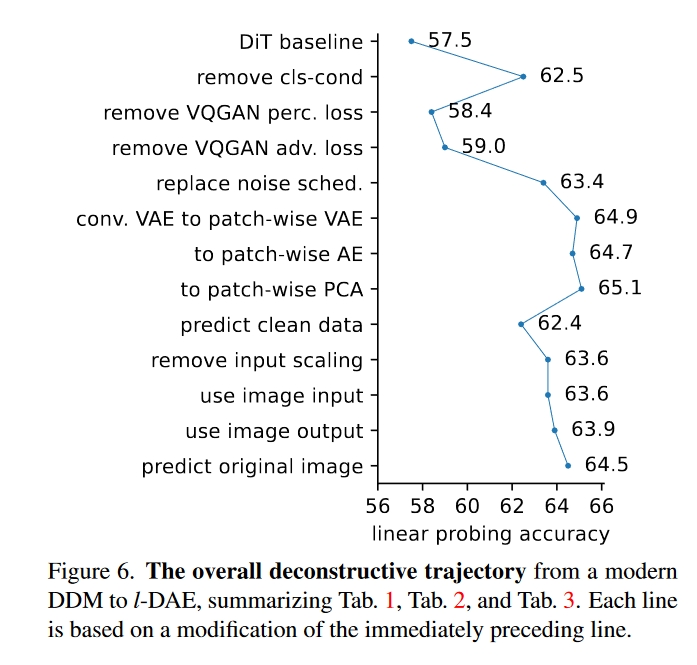 DiT baseline 57.5
remove cls-cond 62.5
remove VQGAN perc. loss 58.4
remove VQGAN adv. loss 59.0
replace noise sched. 63.4
conv. VAE to patch-wise VAE 64.9
to patch-wise AE 64.7
to patch-wise PCA 65.1
predict clean data 62.4
remove input scaling 63.6
use image input 63.6
use image output 63.9
predict original image 64.5
56 58 60 62 64 66
linear probing accuracy
Figure 6. The overall deconstructive trajectory from a modern
DDM to l-DAE, summarizing Tab. 1, Tab. 2, and Tab. 3. Each line
is based on a modification of the immediately preceding line.